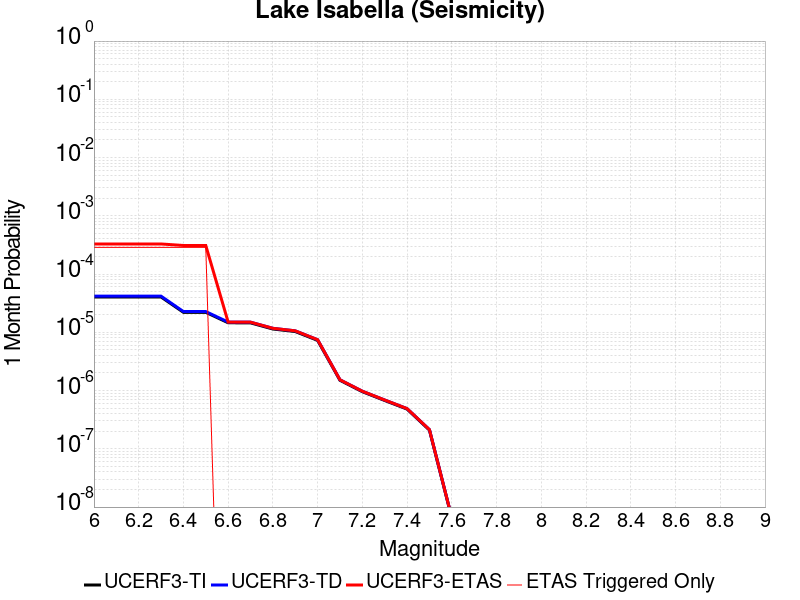 Lake Isabella (Seismicity)
10^0
10^-1
10^-2
10^-3
10^-4
10^-5
10^-6
10^-7
10^-8
1 Month Probability
6 6.2 6.4 6.6 6.8 7 7.2 7.4 7.6 7.8 8 8.2 8.4 8.6 8.8 9
Magnitude
UCERF3-TI UCERF3-TD UCERF3-ETAS ETAS Triggered Only